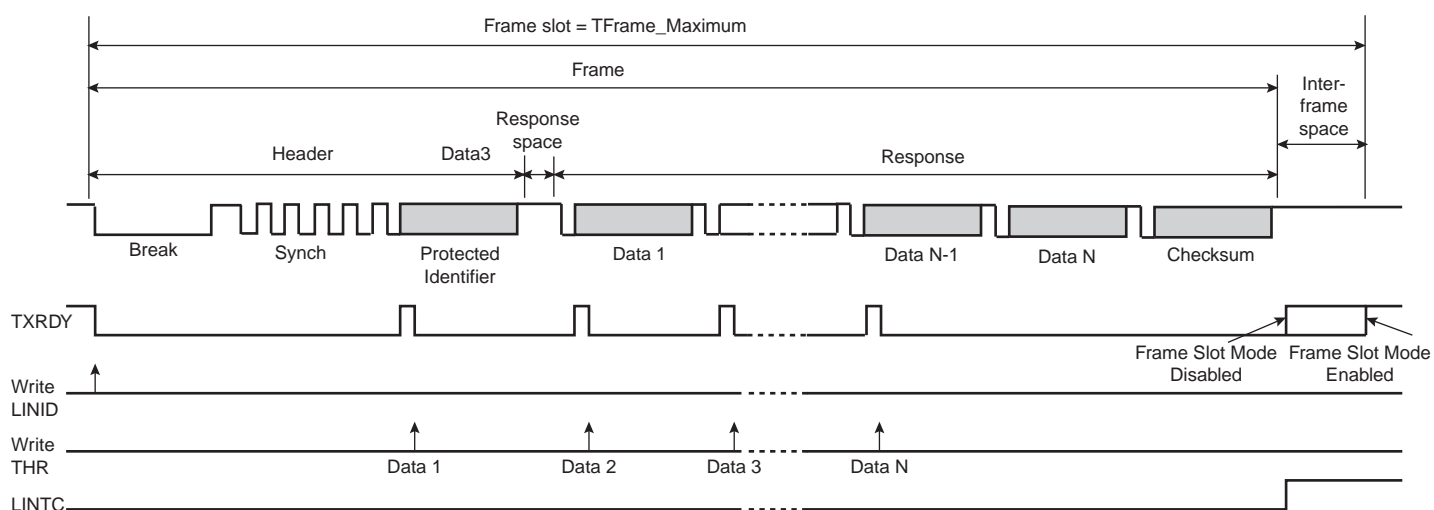 Frame slot = TFrame_Maximum
Frame
Inter-
frame
space
Response
space
Header
Data3
Response
Break
Synch
Protected
Identifier
Data 1
Data N-1
Data N
Checksum
TXRDY
Frame Slot Mode
Disabled
Frame Slot Mode
Enabled
Write
LINID
Write
THR
Data 1
Data 2
Data 3
Data N
LINTC